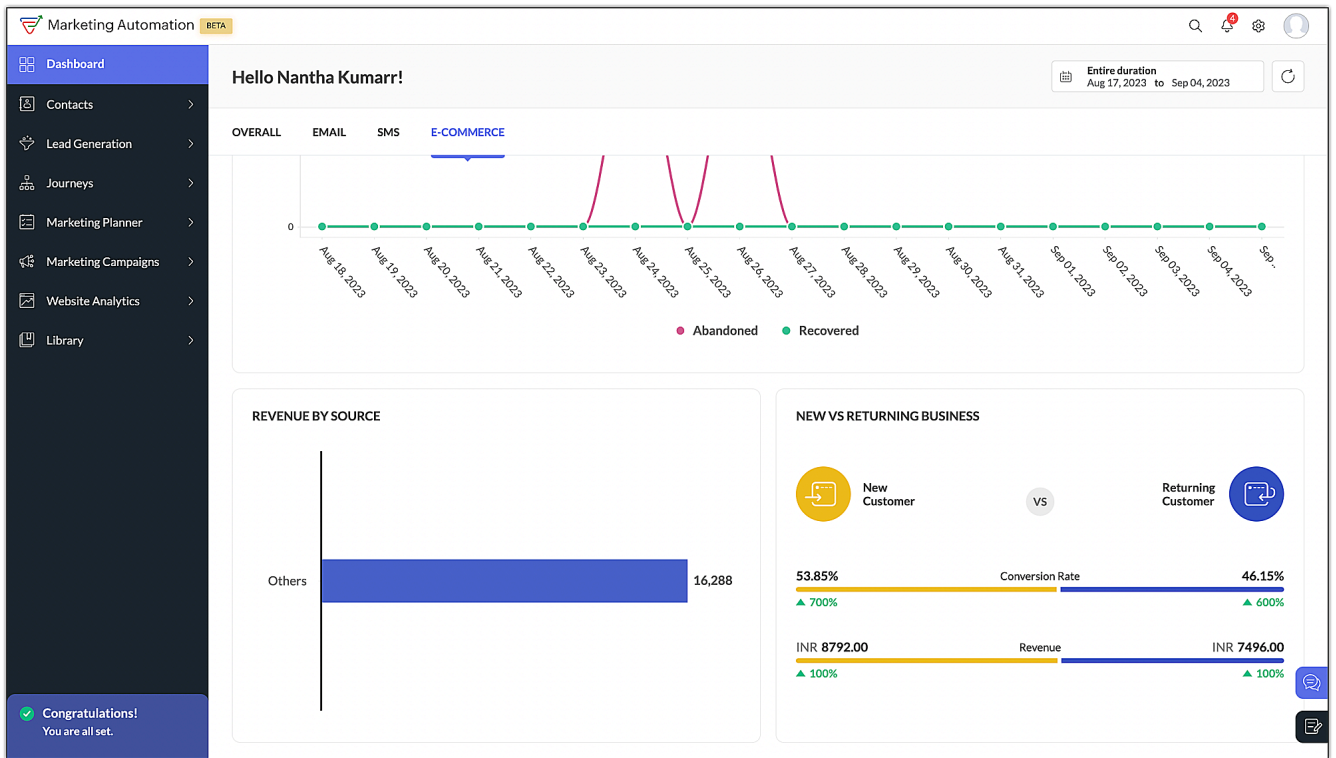 Marketing Automation BETA
4
Dashboard
Contacts
Lead Generation
Journeys
Marketing Planner
Marketing Campaigns
Website Analytics
Library
Congratulations!
You are all set.
Hello Nantha Kumarr!
Entire duration
Aug 17, 2023 to Sep 04, 2023
OVERALL EMAIL SMS E-COMMERCE
0
Aug 18, 2023
Aug 19, 2023
Aug 20, 2023
Aug 21, 2023
Aug 22, 2023
Aug 23, 2023
Aug 24, 2023
Aug 25, 2023
Aug 26, 2023
Aug 27, 2023
Aug 28, 2023
Aug 29, 2023
Aug 30, 2023
Aug 31, 2023
Sep 01, 2023
Sep 02, 2023
Sep 03, 2023
Sep 04, 2023
Sep ..
Abandoned Recovered
REVENUE BY SOURCE
Others 16,288
NEW VS RETURNING BUSINESS
New
Customer
VS
Returning
Customer
53.85% Conversion Rate 46.15%
700% 600%
INR 8792.00 Revenue INR 7496.00
100% 100%